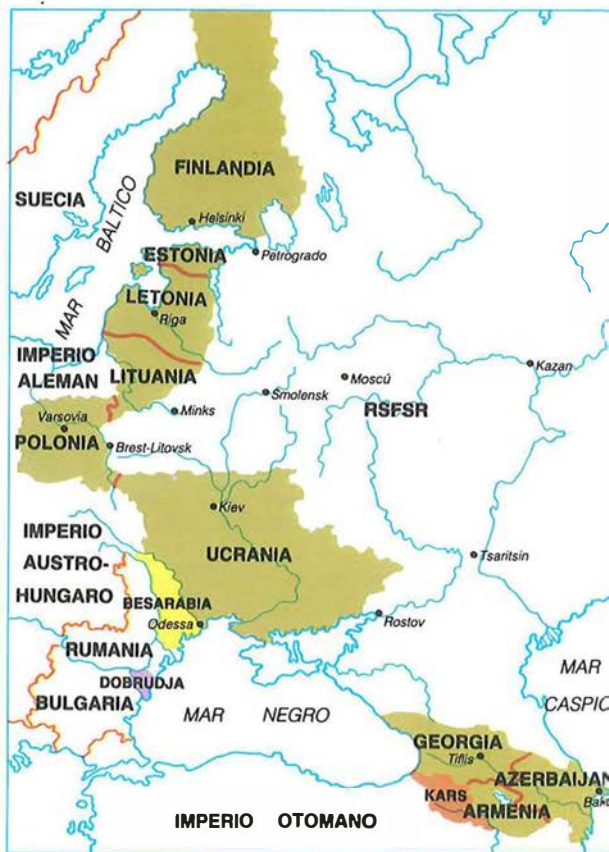 FINLANDIA
SUECIA
Helsinki
MAR BALTICO
ESTONIA
Petrogrado
LETONIA
Riga
IMPERIO
ALEMAN
LITUANIA
Kazan
Moscú
Smolensk
RSFSR
Minks
Varsovia
POLONIA
Brest-Litovsk
Kiev
IMPERIO
AUSTRO-
HUNGARO
UCRANIA
Tsaritsin
BESARABIA
Odessa
Rostov
RUMANIA
DOBRUDJA
BULGARIA
MAR NEGRO
MAR
CASPIO
GEORGIA
Tiflis
AZERBAIJAN
KARS
ARMENIA
IMPERIO OTOMANO